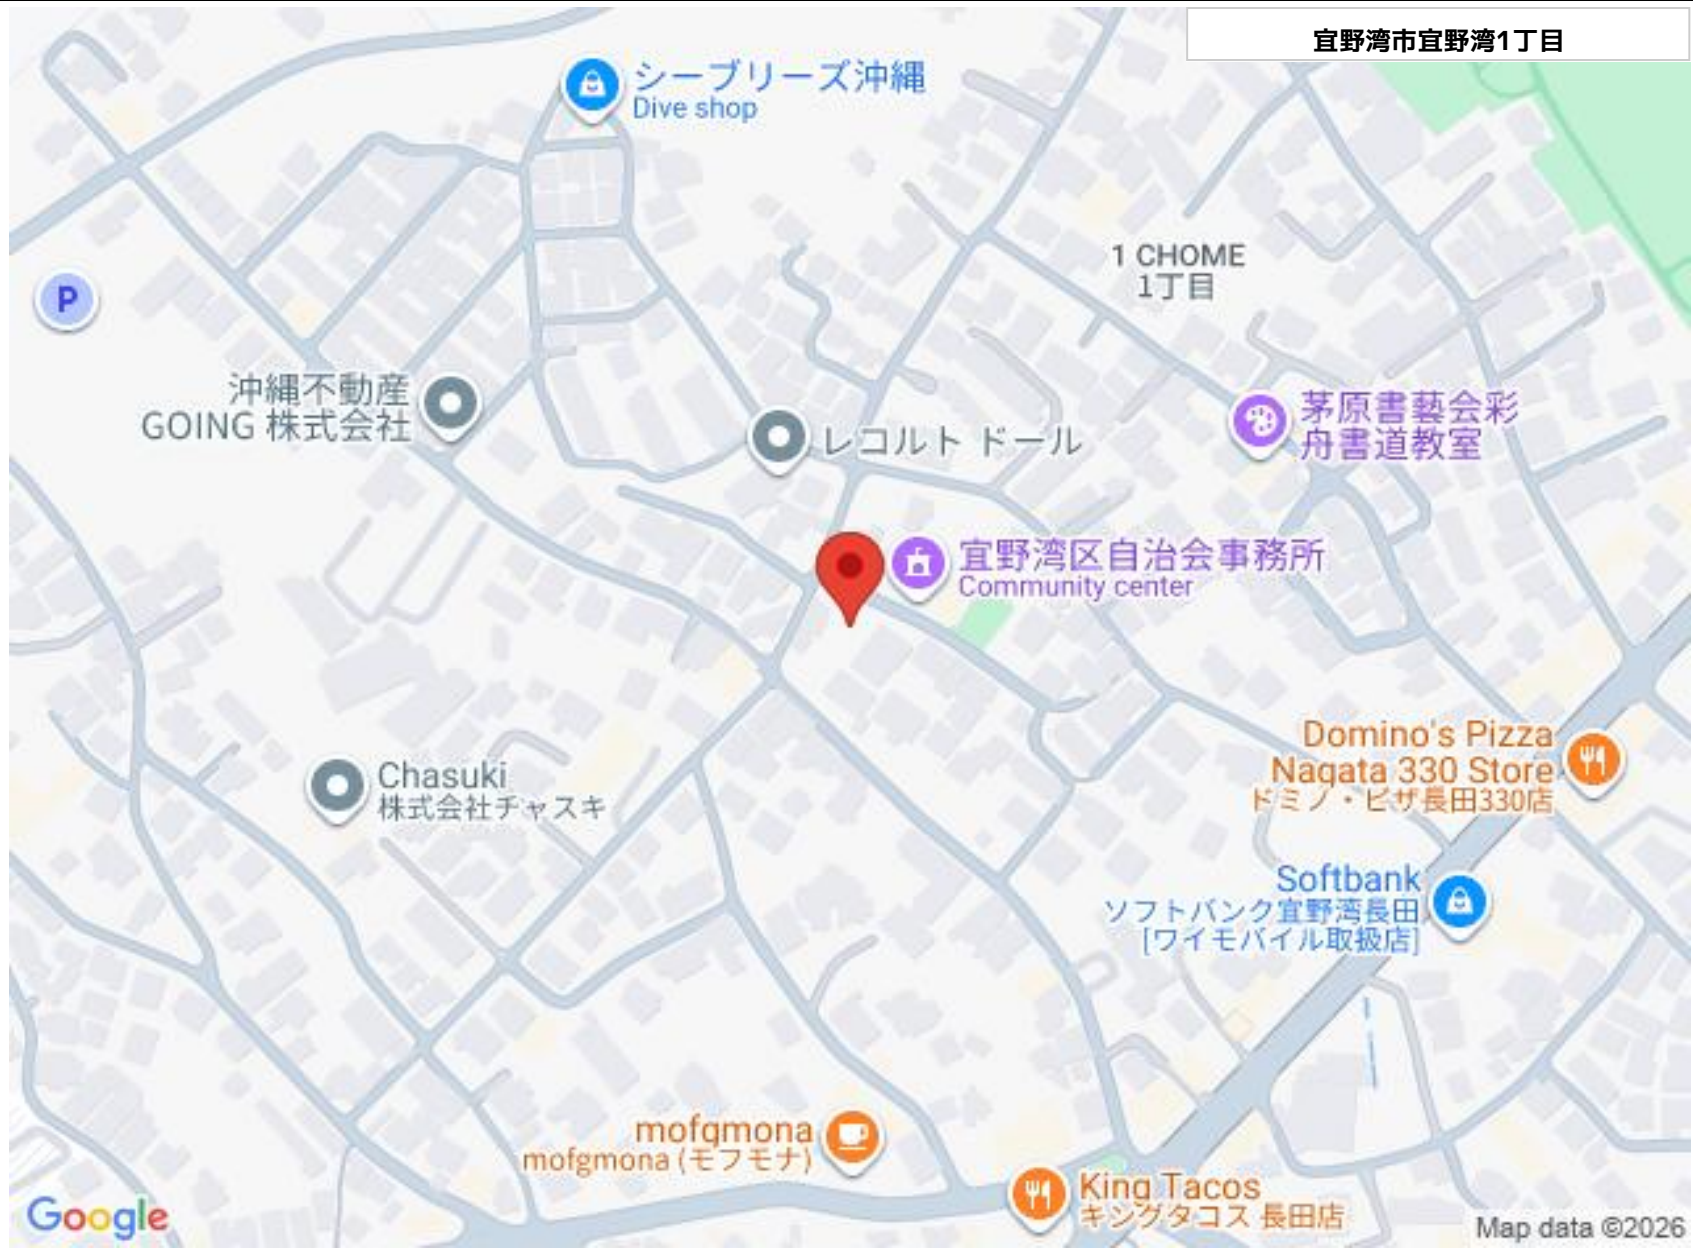 宜野湾市宜野湾1丁目
シーブリーズ沖縄
Dive shop
1 CHOME
1丁目
P
沖縄不動産
GOING 株式会社
レコルト ドール
茅原書藝会彩
舟書道教室
宜野湾区自治会事務所
Community center
Domino's Pizza
Nagata 330 Store
ドミノ・ピザ長田330店
Chasuki
株式会社チャスキ
Softbank
ソフトバンク宜野湾長田
[ワイモバイル取扱店]
mofgmona
mofgmona (モフモナ)
King Tacos
キングタコス 長田店
Google
Map data ©2026